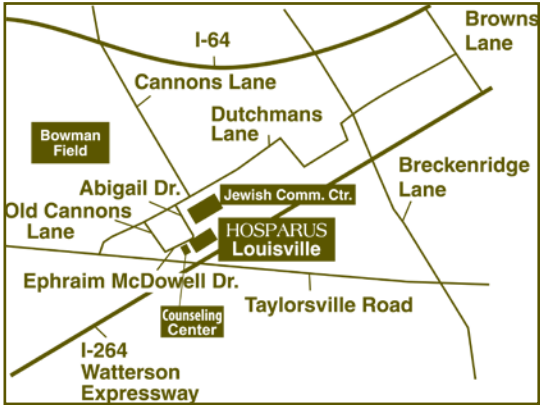 Browns
Lane
I-64
Cannons Lane
Dutchmans
Lane
Bowman
Field
Breckenridge
Lane
Abigail Dr.
Jewish Comm. Ctr.
Old Cannons
Lane
HOSPARUS
Louisville
Ephraim McDowell Dr.
Taylorsville Road
Counseling
Center
I-264
Watterson
Expressway